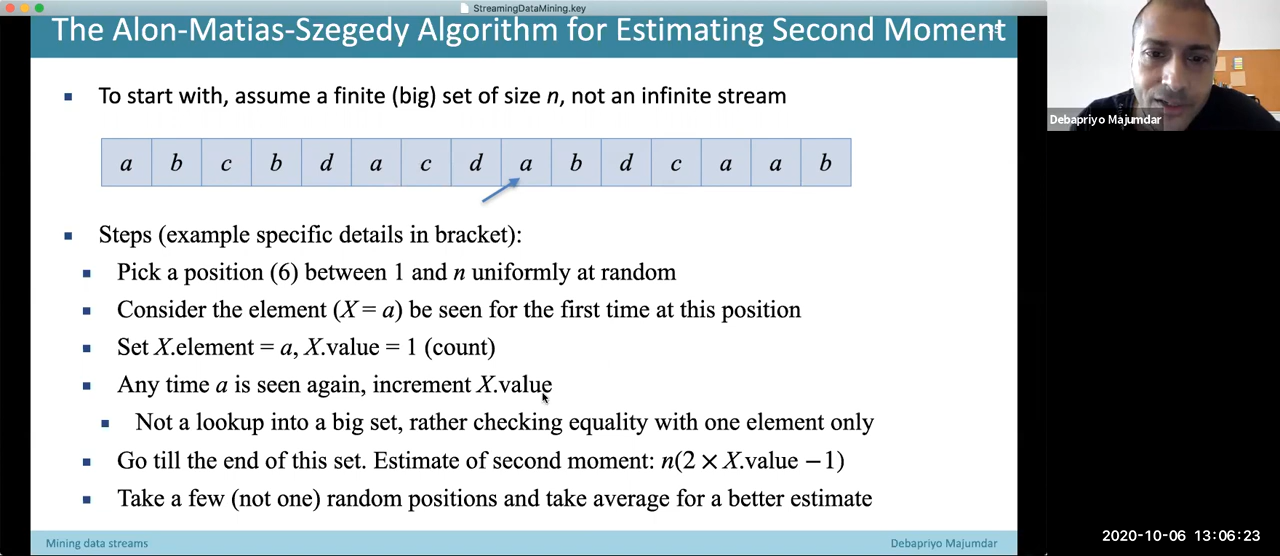 StreamingDataMining.key
The Alon-Matias-Szegedy Algorithm for Estimating Second Moment
To start with, assume a finite (big) set of size n, not an infinite stream
a b c b d a c d a b d c a a b
Steps (example specific details in bracket):
Pick a position (6) between 1 and n uniformly at random
Consider the element (X = a) be seen for the first time at this position
Set X.element = a, X.value = 1 (count)
Any time a is seen again, increment X.value
Not a lookup into a big set, rather checking equality with one element only
Go till the end of this set. Estimate of second moment: n(2 × X.value − 1)
Take a few (not one) random positions and take average for a better estimate
Mining data streams
Debapriyo Majumdar
Debapriyo Majumdar
2020-10-06 13:06:23